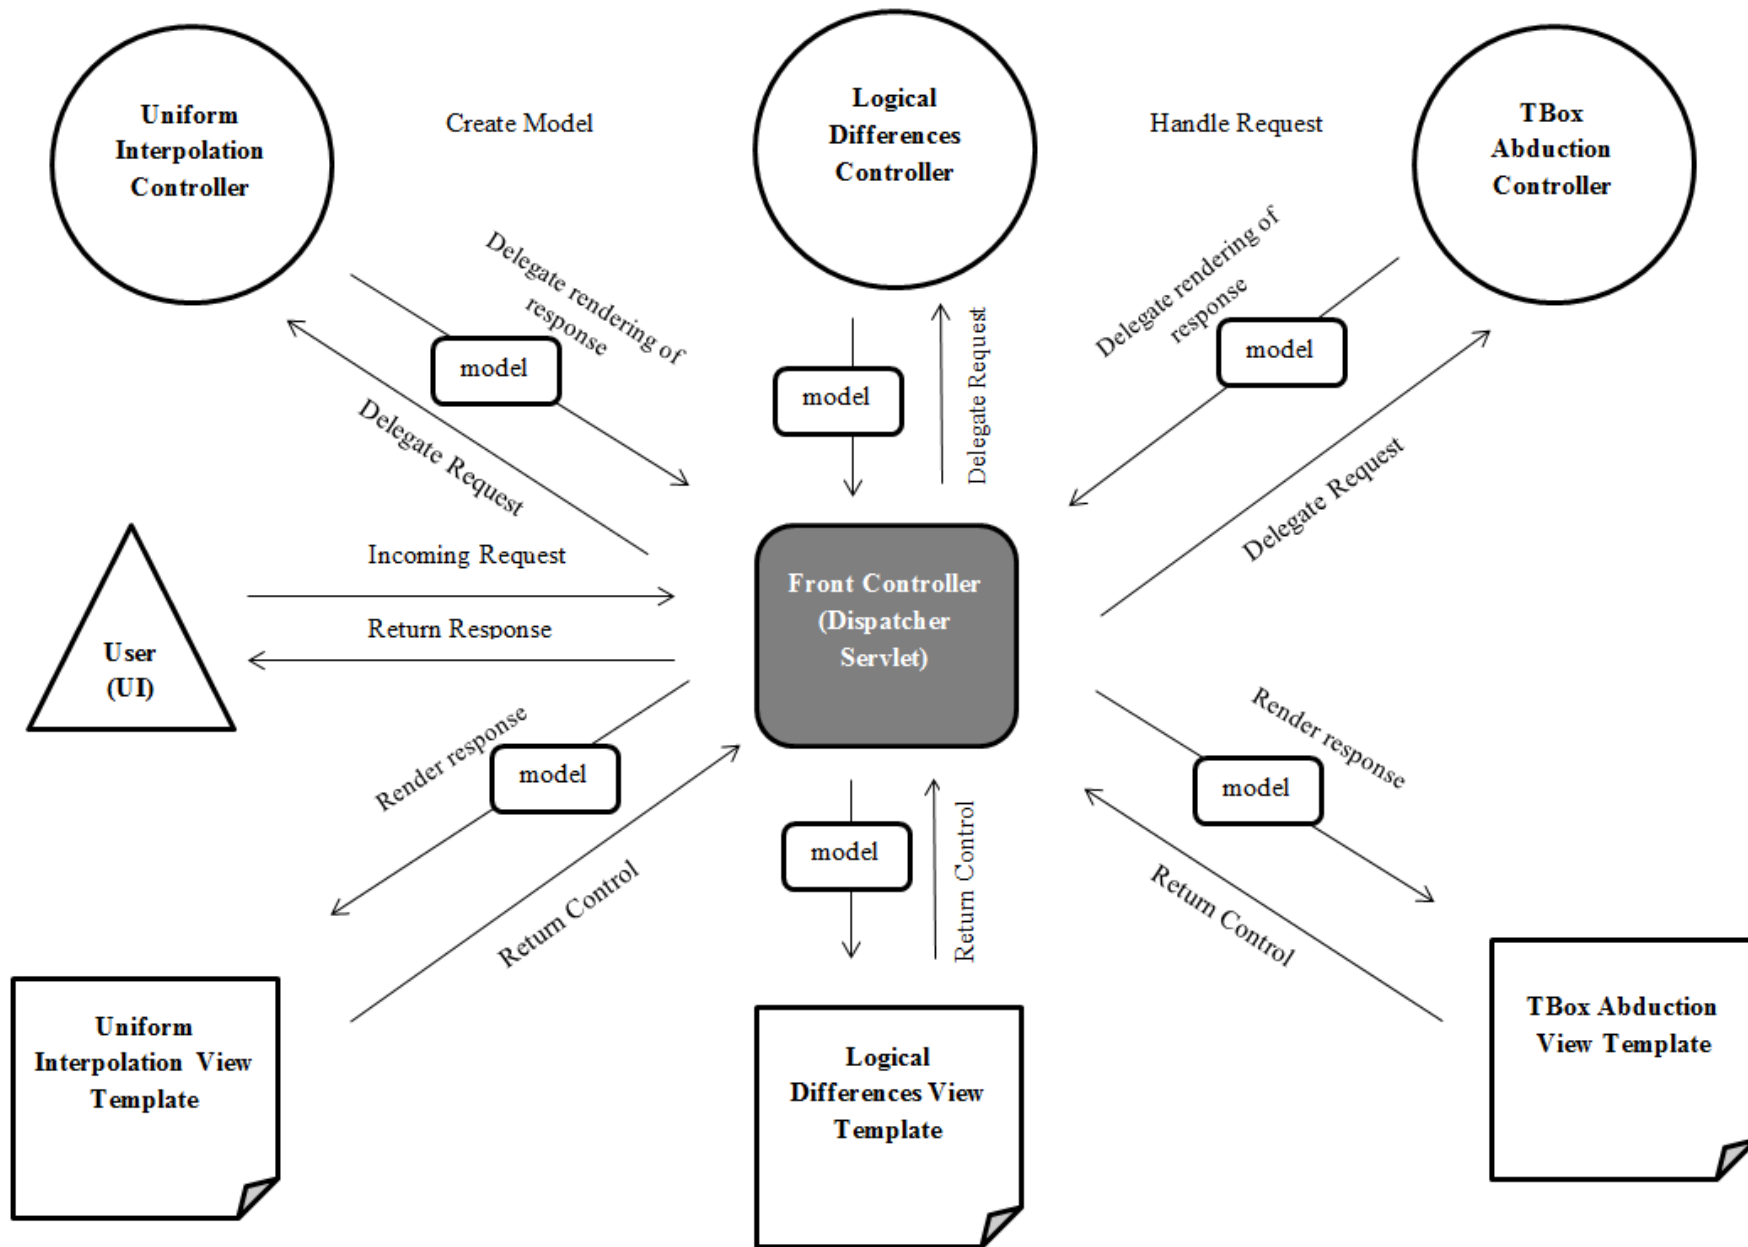 Uniform
Interpolation
Controller
Create Model
Logical
Differences
Controller
Handle Request
TBox
Abduction
Controller
Delegate rendering of
response
model
Delegate Request
model
Delegate Request
Delegate rendering of
response
model
Delegate Request
Incoming Request
Return Response
User
(UI)
Front Controller
(Dispatcher
Servlet)
Render response
model
Return Control
model
Return Control
Render response
model
Return Control
Uniform
Interpolation View
Template
Logical
Differences View
Template
TBox Abduction
View Template